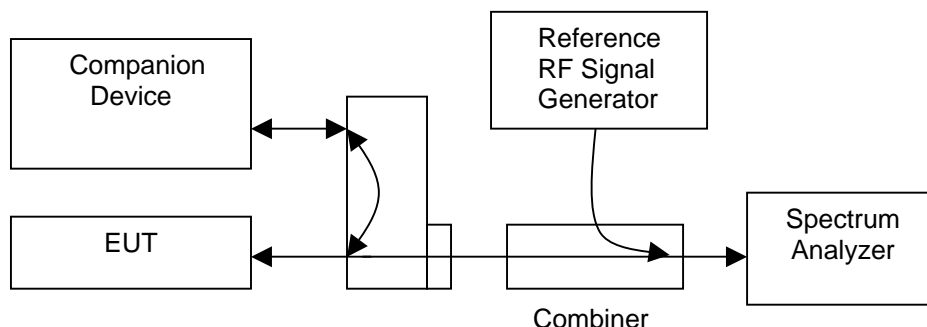 Companion
Device
Reference
RF Signal
Generator
EUT
Spectrum
Analyzer
Combiner